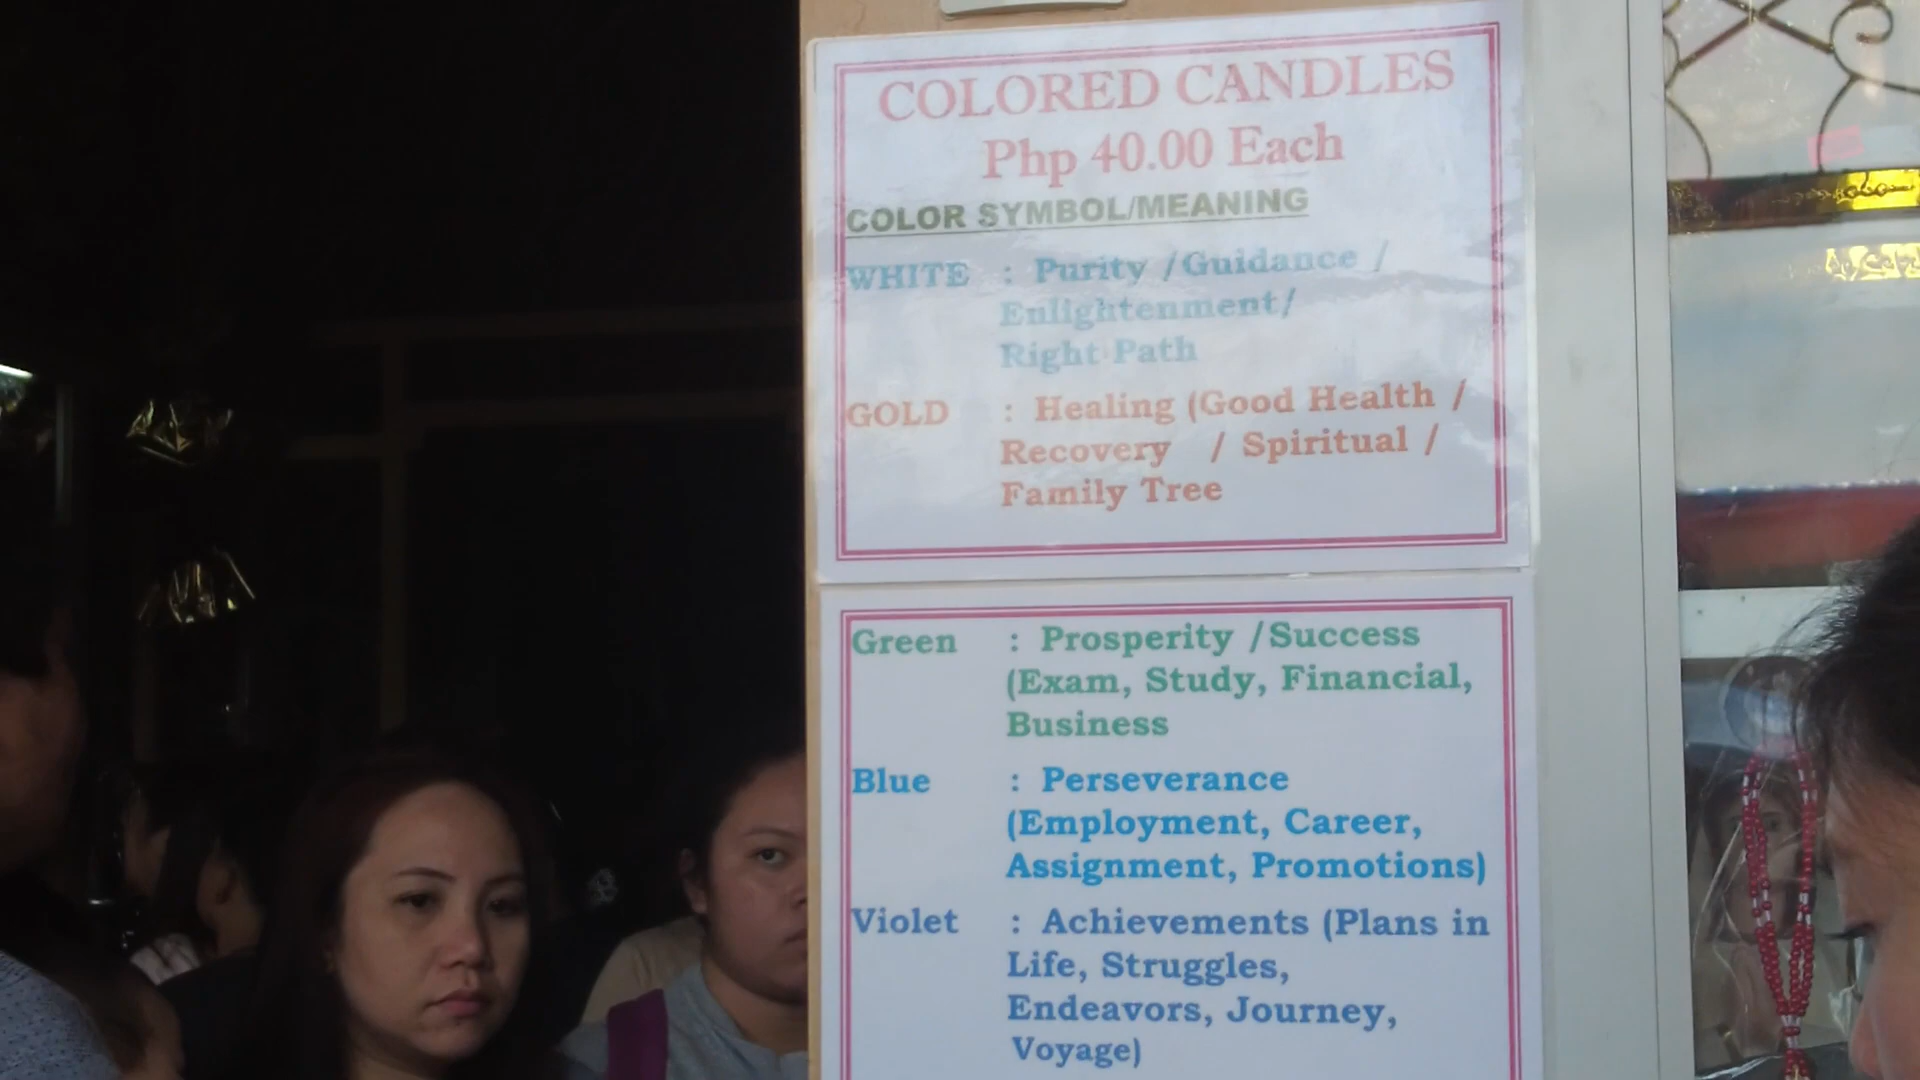 COLORED CANDLES
Php 40.00 Each
COLOR SYMBOL/MEANING
WHITE : Purity /Guidance /
Enlightenment/
Right Path
GOLD : Healing (Good Health /
Recovery / Spiritual /
Family Tree
Green : Prosperity /Success
(Exam, Study, Financial,
Business
Blue : Perseverance
(Employment, Career,
Assignment, Promotions)
Violet : Achievements (Plans in
Life, Struggles,
Endeavors, Journey,
Voyage)